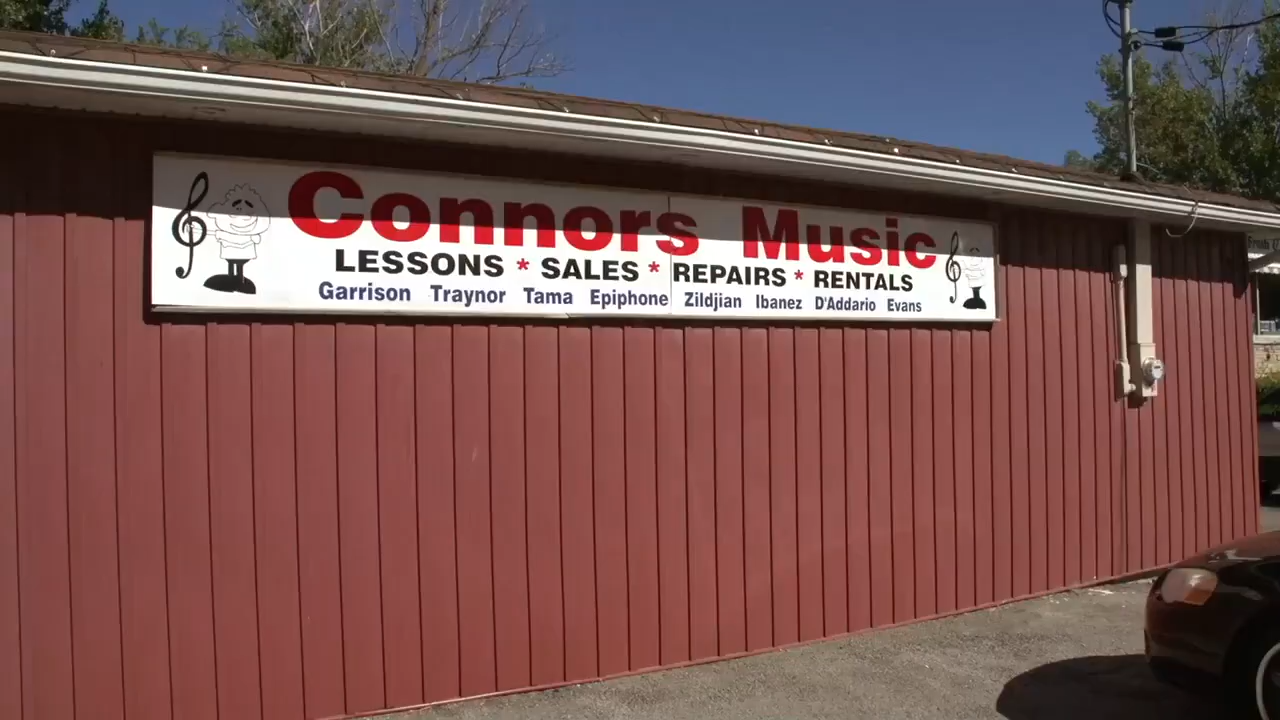 Connors Music
LESSONS * SALES * REPAIRS * RENTALS
Garrison Traynor Tama Epiphone Zildjian Ibanez D'Addario Evans